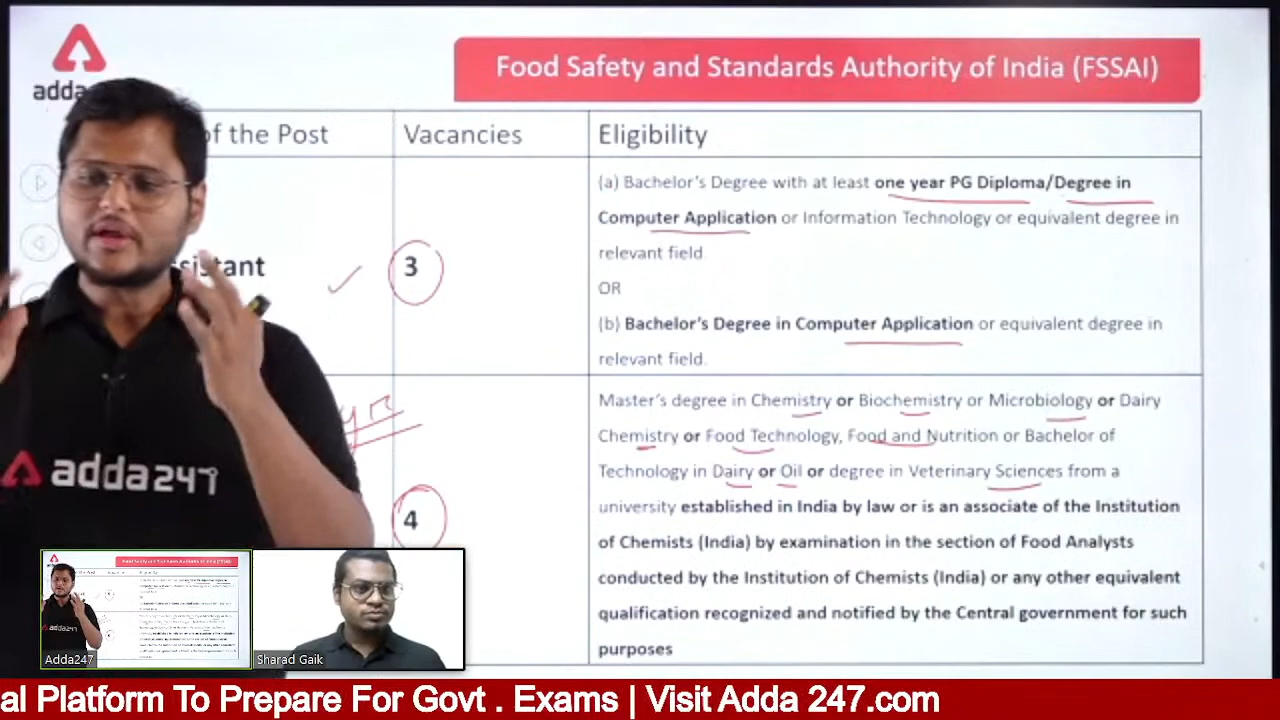 adda
Food Safety and Standards Authority of India (FSSAI)
of the Post
Vacancies
Eligibility
(a) Bachelor's Degree with at least one year PG Diploma/Degree in
Computer Application or Information Technology or equivalent degree in
relevant field.
OR
(b) Bachelor's Degree in Computer Application or equivalent degree in
relevant field.
ssistant
3
yr
Master's degree in Chemistry or Biochemistry or Microbiology or Dairy
Chemistry or Food Technology, Food and Nutrition or Bachelor of
Technology in Dairy or Oil or degree in Veterinary Sciences from a
university established in India by law or is an associate of the Institution
of Chemists (India) by examination in the section of Food Analysts
conducted by the Institution of Chemists (India) or any other equivalent
qualification recognized and notified by the Central government for such
purposes
4
adda247
Adda247
Sharad Gaik
al Platform To Prepare For Govt . Exams | Visit Adda 247.com